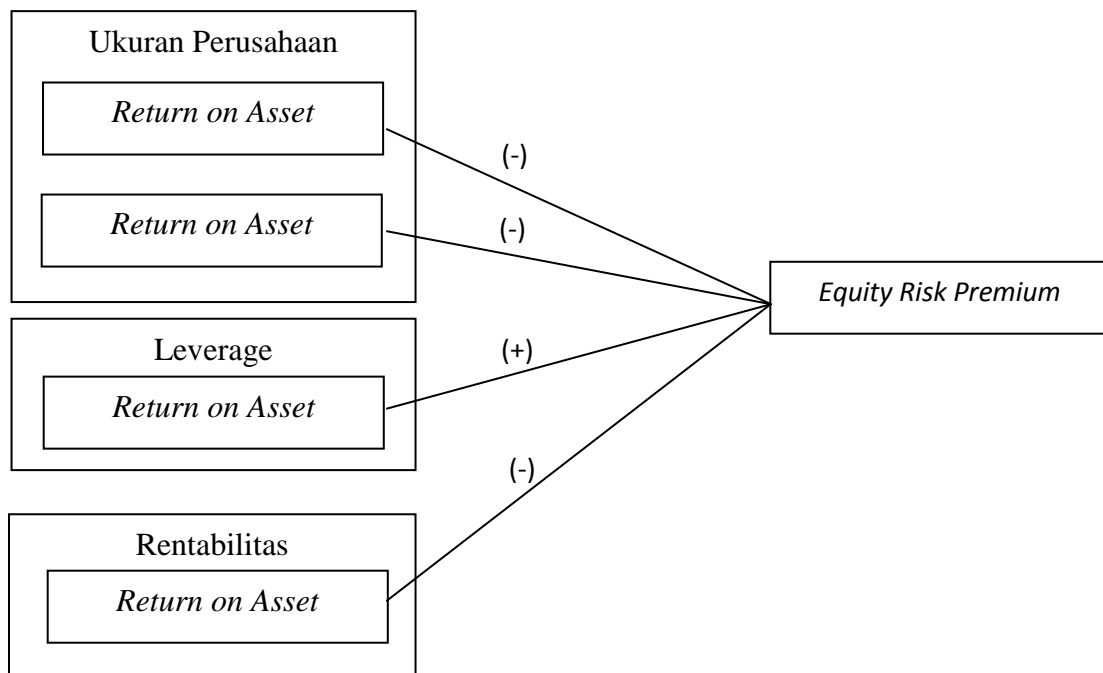 Ukuran Perusahaan
Return on Asset
(-)
Return on Asset
(-)
Equity Risk Premium
Leverage
(+)
Return on Asset
(-)
Rentabilitas
Return on Asset